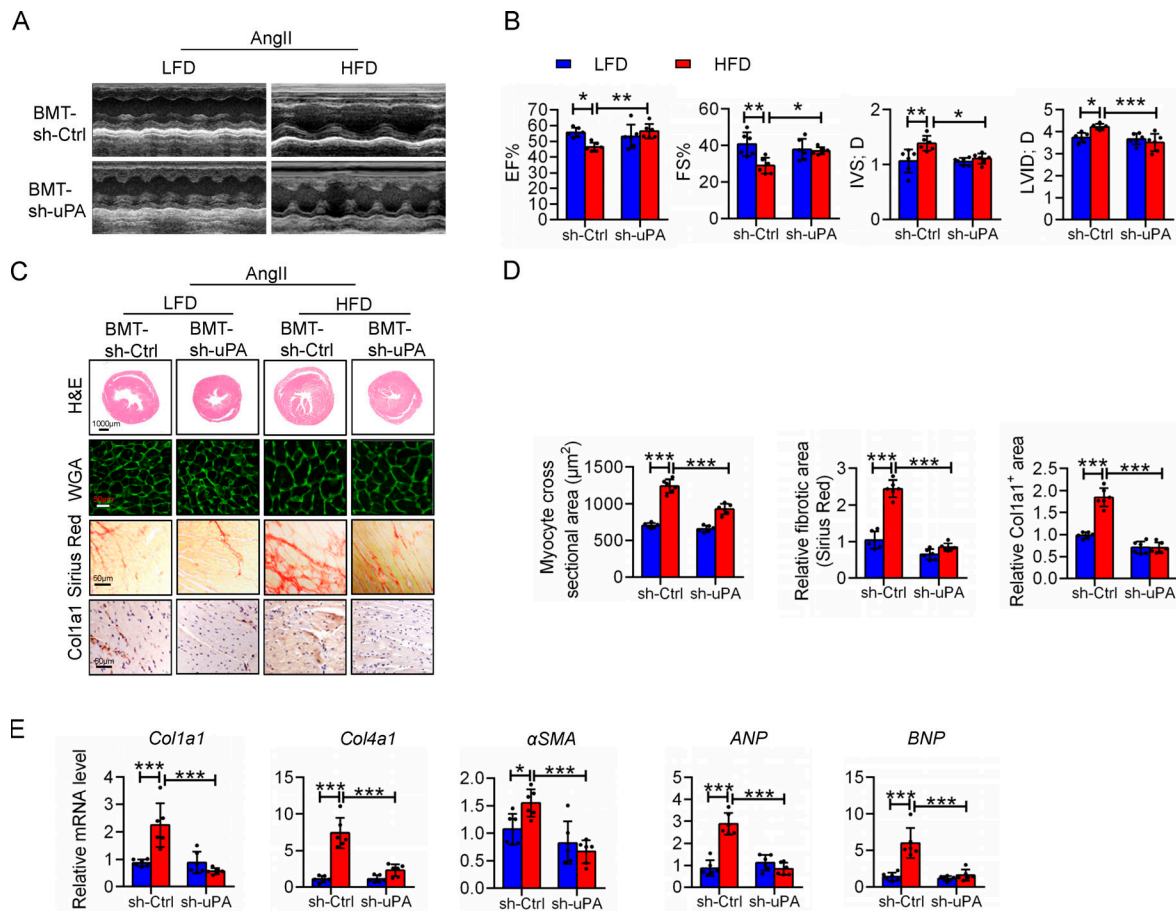 A
AngII
LFD HFD
BMT-
sh-Ctrl
BMT-
sh-uPA
B
LFD HFD
EF%
70
60
50
40
30
20
10
0
* **
sh-Ctrl sh-uPA
FS%
60
40
20
0
** *
sh-Ctrl sh-uPA
IVS; D
2
1
0
** *
sh-Ctrl sh-uPA
LVID; D
5
4
3
2
1
0
* ***
sh-Ctrl sh-uPA
C
AngII
LFD HFD
BMT-
sh-Ctrl
BMT-
sh-uPA
BMT-
sh-Ctrl
BMT-
sh-uPA
H&E
1000μm
WGA
50μm
Sirius Red
50μm
Col1a1
50μm
D
Myocyte cross
sectional area (μm²)
1500
1000
500
0
*** ***
sh-Ctrl sh-uPA
Relative fibrotic area
(Sirius Red)
4
3
2
1
0
*** ***
sh-Ctrl sh-uPA
Relative Col1a1⁺ area
2.5
2.0
1.5
1.0
0.5
0.0
*** ***
sh-Ctrl sh-uPA
E
Relative mRNA level
Col1a1
4
3
2
1
0
*** ***
sh-Ctrl sh-uPA
Col4a1
15
10
5
0
*** ***
sh-Ctrl sh-uPA
αSMA
2.0
1.5
1.0
0.5
0.0
* ***
sh-Ctrl sh-uPA
ANP
5
4
3
2
1
0
*** ***
sh-Ctrl sh-uPA
BNP
15
10
5
0
*** ***
sh-Ctrl sh-uPA